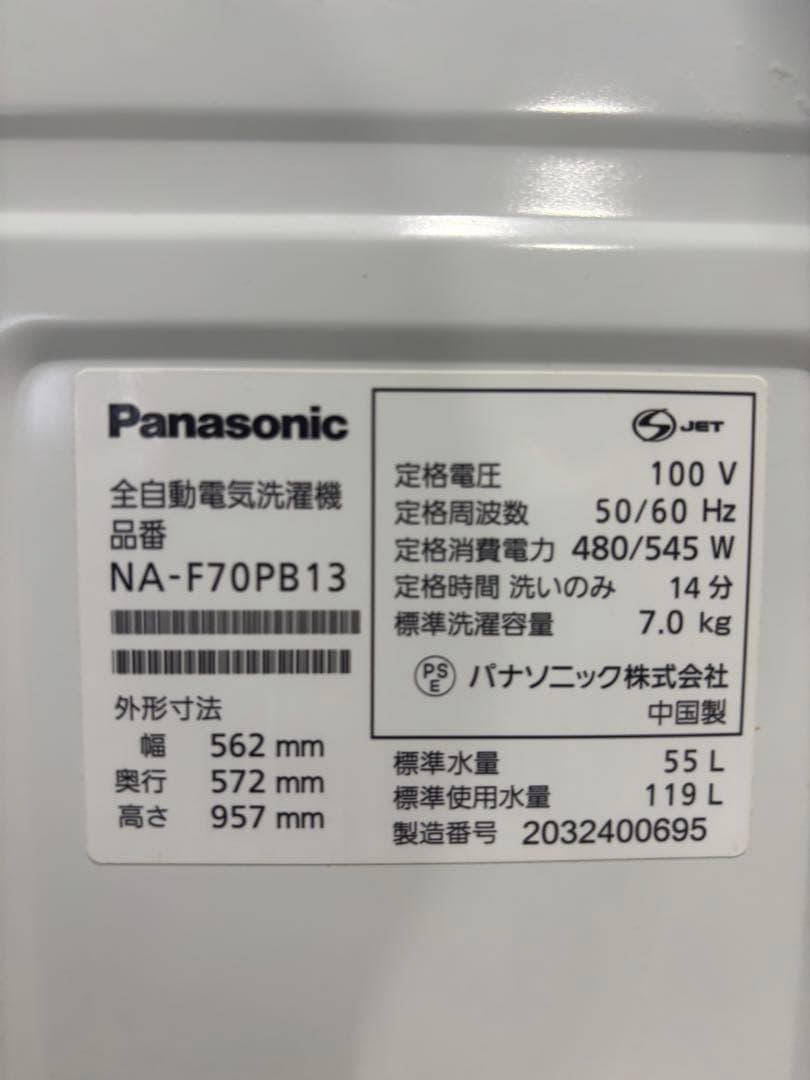 Panasonic
全自動電気洗濯機
品番
NA-F70PB13
外形寸法
幅 562 mm
奥行 572 mm
高さ 957 mm
S JET
定格電圧 100 V
定格周波数 50/60 Hz
定格消費電力 480/545 W
定格時間 洗いのみ 14 分
標準洗濯容量 7.0 kg
PSE パナソニック株式会社
中国製
標準水量 55 L
標準使用水量 119 L
製造番号 2032400695